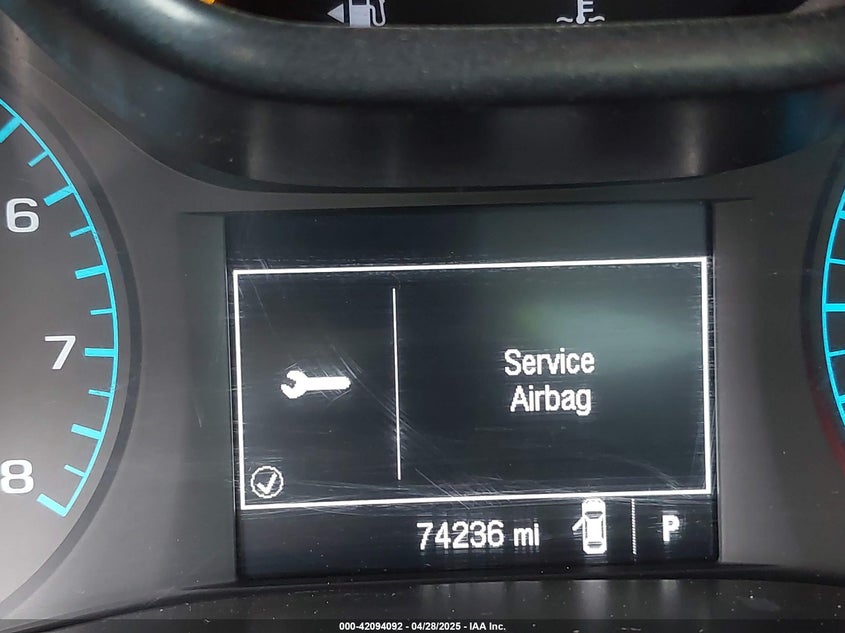 6
7
8
Service
Airbag
74236 mi
P
000-42094092 - 04/28/2025 - IAA Inc.